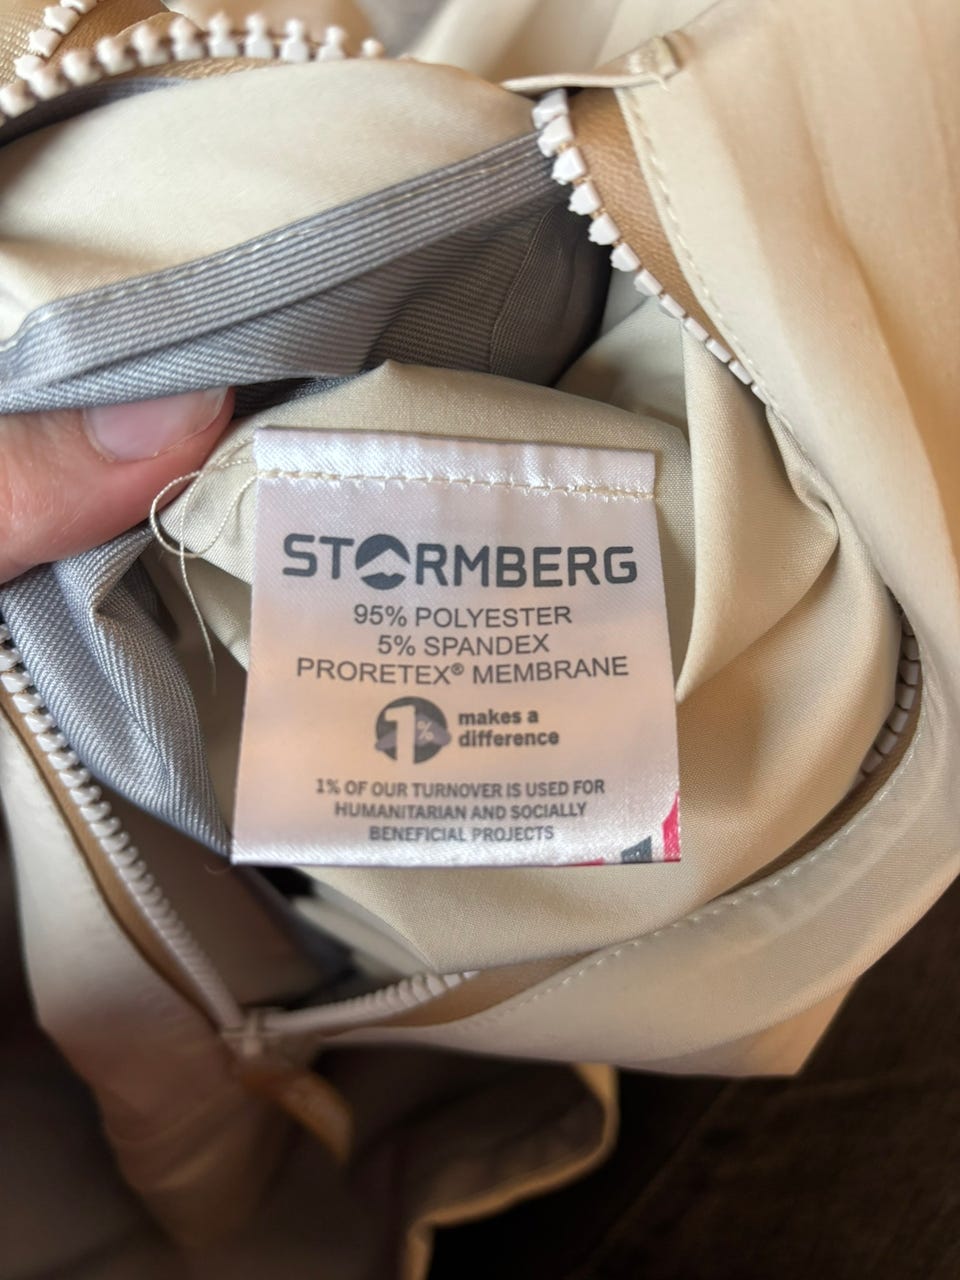 STORMBERG
95% POLYESTER
5% SPANDEX
PRORETEX® MEMBRANE
1% makes a
difference
1% OF OUR TURNOVER IS USED FOR
HUMANITARIAN AND SOCIALLY
BENEFICIAL PROJECTS